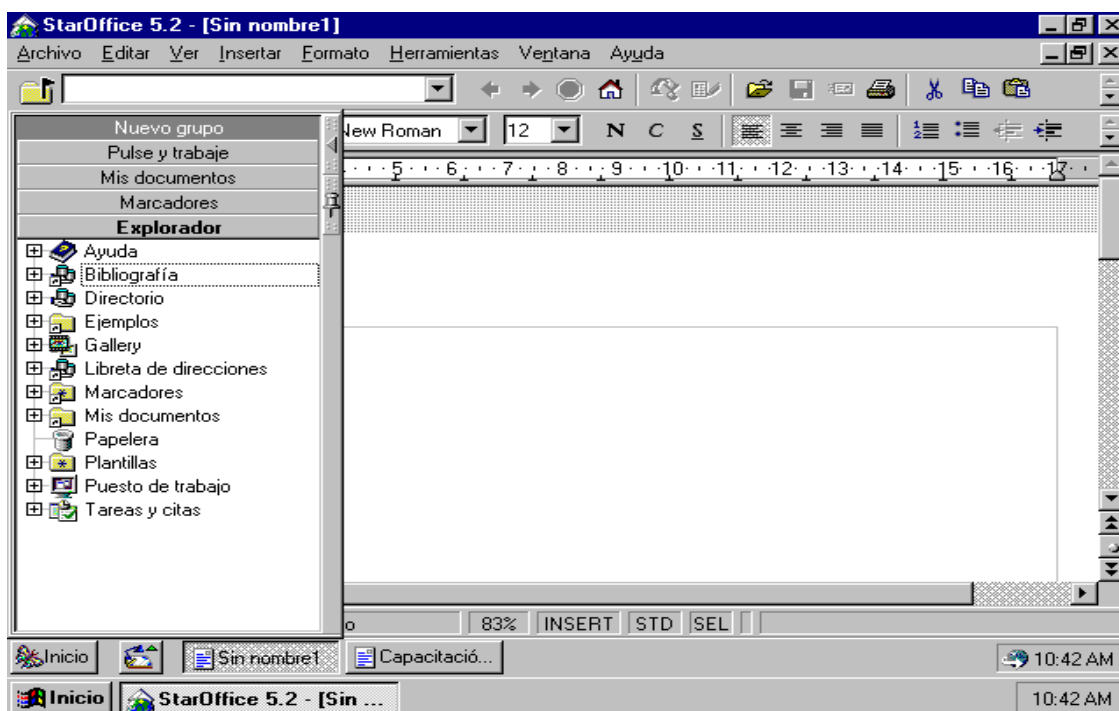 StarOffice 5.2 - [Sin nombre1]
Archivo Editar Ver Insertar Formato Herramientas Ventana Ayuda
New Roman 12 N C S
Nuevo grupo
Pulse y trabaje
Mis documentos
Marcadores
Explorador
5 6 7 8 9 10 11 12 13 14 15 16 17
Ayuda
Bibliografía
Directorio
Ejemplos
Gallery
Libreta de direcciones
Marcadores
Mis documentos
Papelera
Plantillas
Puesto de trabajo
Tareas y citas
o 83% INSERT STD SEL
Inicio Sin nombre1 Capacitació... 10:42 AM
Inicio StarOffice 5.2 - [Sin ... 10:42 AM